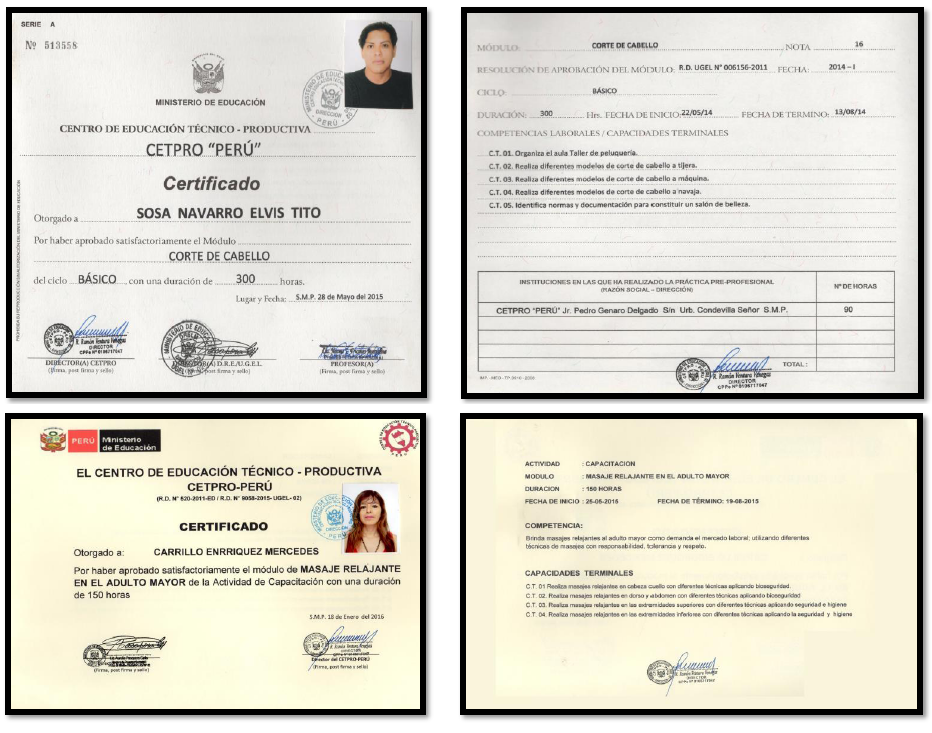 SERIE A
Nº 513558
MINISTERIO DE EDUCACIÓN
CENTRO DE EDUCACIÓN TÉCNICO - PRODUCTIVA
CETPRO "PERÚ"
Certificado
Otorgado a SOSA NAVARRO ELVIS TITO
Por haber aprobado satisfactoriamente el Módulo
CORTE DE CABELLO
del ciclo BÁSICO con una duración de 300 horas.
Lugar y Fecha: S.M.P. 28 de Mayo del 2015
DIRECTOR(A) CETPRO
(firma, post firma y sello)
DIRECTOR(A) D.R.E/U.G.E.L
(firma, post firma y sello)
PROFESOR(A)
(firma, post firma y sello)
MÓDULO: CORTE DE CABELLO NOTA 16
RESOLUCIÓN DE APROBACIÓN DEL MÓDULO: R.D. UGEL Nº 006156-2011 FECHA: 2014 – I
CICLO: BÁSICO
DURACIÓN: 300 Hrs. FECHA DE INICIO: 22/05/14 FECHA DE TERMINO: 13/08/14
COMPETENCIAS LABORALES / CAPACIDADES TERMINALES
C.T. 01. Organiza el aula Taller de peluquería.
C.T. 02. Realiza diferentes modelos de corte de cabello a tijera.
C.T. 03. Realiza diferentes modelos de corte de cabello a máquina.
C.T. 04. Realiza diferentes modelos de corte de cabello a navaja.
C.T. 05. Identifica normas y documentación para constituir un salón de belleza.
INSTITUCIONES EN LAS QUE HA REALIZADO LA PRÁCTICA PRE-PROFESIONAL
(RAZÓN SOCIAL – DIRECCIÓN)
Nº DE HORAS
CETPRO "PERÚ" Jr. Pedro Genaro Delgado S/n Urb. Condevilla Señor S.M.P. 90
TOTAL :
R. Román Ventura Penagos
DIRECTOR
PERÚ Ministerio
de Educación
EL CENTRO DE EDUCACIÓN TÉCNICO - PRODUCTIVA
CETPRO-PERÚ
(R.D. Nº 520-2011-ED / R.D. Nº 9058-2015- UGEL- 02)
CERTIFICADO
Otorgado a: CARRILLO ENRRIQUEZ MERCEDES
Por haber aprobado satisfactoriamente el módulo de MASAJE RELAJANTE
EN EL ADULTO MAYOR de la Actividad de Capacitación con una duración
de 150 horas
S.M.P. 18 de Enero del 2016
(Firma, post firma y sello)
Director del CETPRO-PERÚ
(Firma, post firma y sello)
ACTIVIDAD : CAPACITACION
MODULO : MASAJE RELAJANTE EN EL ADULTO MAYOR
DURACION : 150 HORAS
FECHA DE INICIO : 25-05-2015 FECHA DE TÉRMINO: 19-08-2015
COMPETENCIA:
Brinda masajes relajantes al adulto mayor como demanda el mercado laboral; utilizando diferentes
técnicas de masajes con responsabilidad, tolerancia y respeto.
CAPACIDADES TERMINALES
C.T. 01 Realiza masajes relajantes en cabeza cuello con diferentes técnicas aplicando bioseguridad.
C.T. 02. Realiza masajes relajantes en dorso y abdomen con diferentes técnicas aplicando bioseguridad
C.T. 03. Realiza masajes relajantes en las extremidades superiores con diferentes técnicas aplicando seguridad e higiene
C.T. 04. Realiza masajes relajantes en las extremidades inferiores con diferentes técnicas aplicando la seguridad y higiene